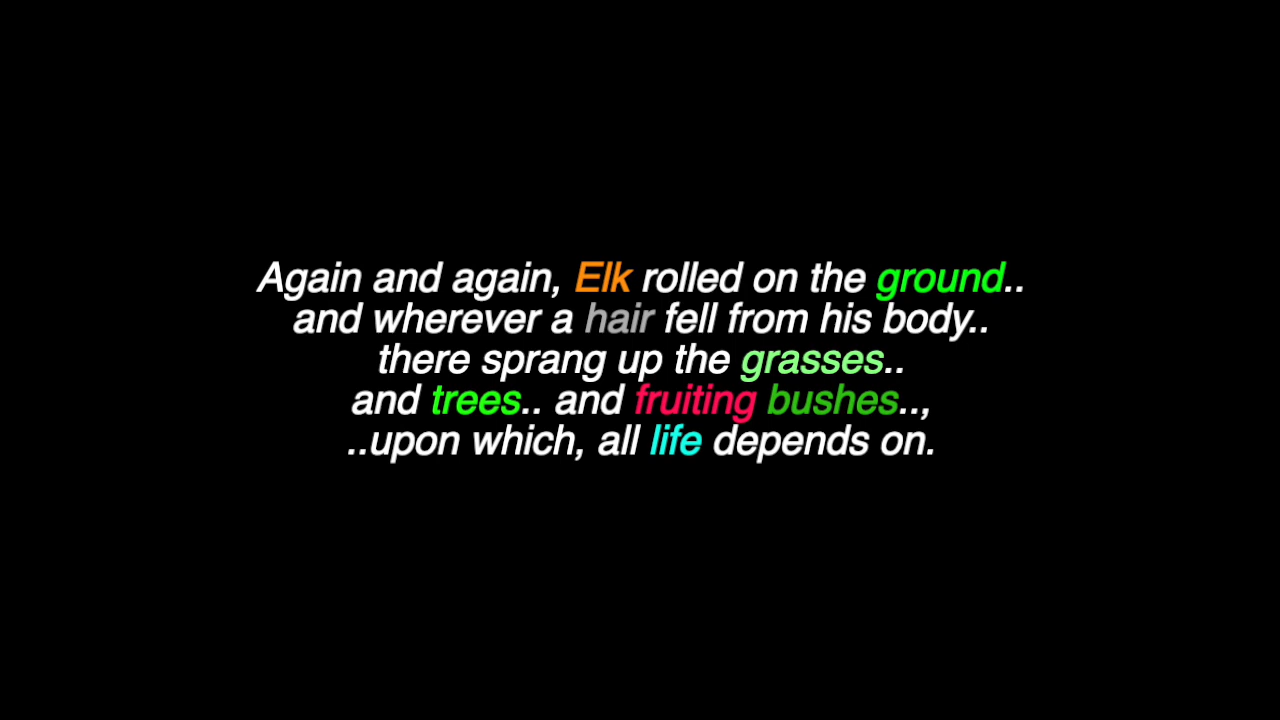 Again and again, Elk rolled on the ground..
and wherever a hair fell from his body..
there sprang up the grasses..
and trees.. and fruiting bushes..,
..upon which, all life depends on.